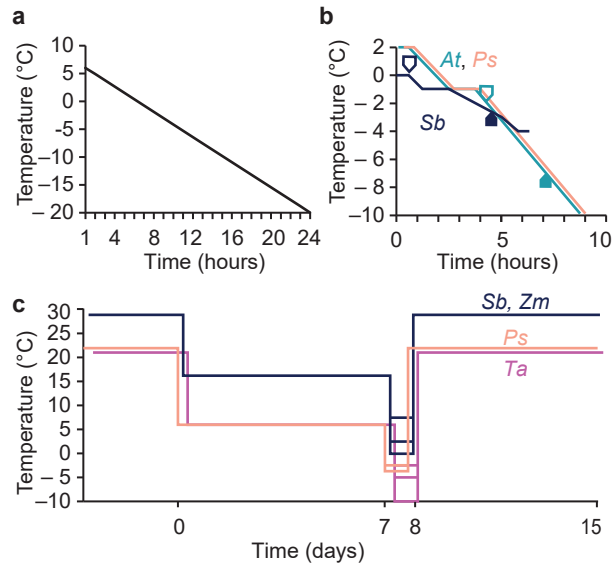 a
Temperature (°C)
10
5
0
– 5
–10
–15
– 20
1 4 8 12 16 20 24
Time (hours)
b
Temperature (°C)
2
0
– 2
– 4
– 6
– 8
– 10
At, Ps
Sb
0 5 10
Time (hours)
c
Temperature (°C)
30
25
20
15
10
5
0
– 5
– 10
Sb, Zm
Ps
Ta
0 7 8 15
Time (days)